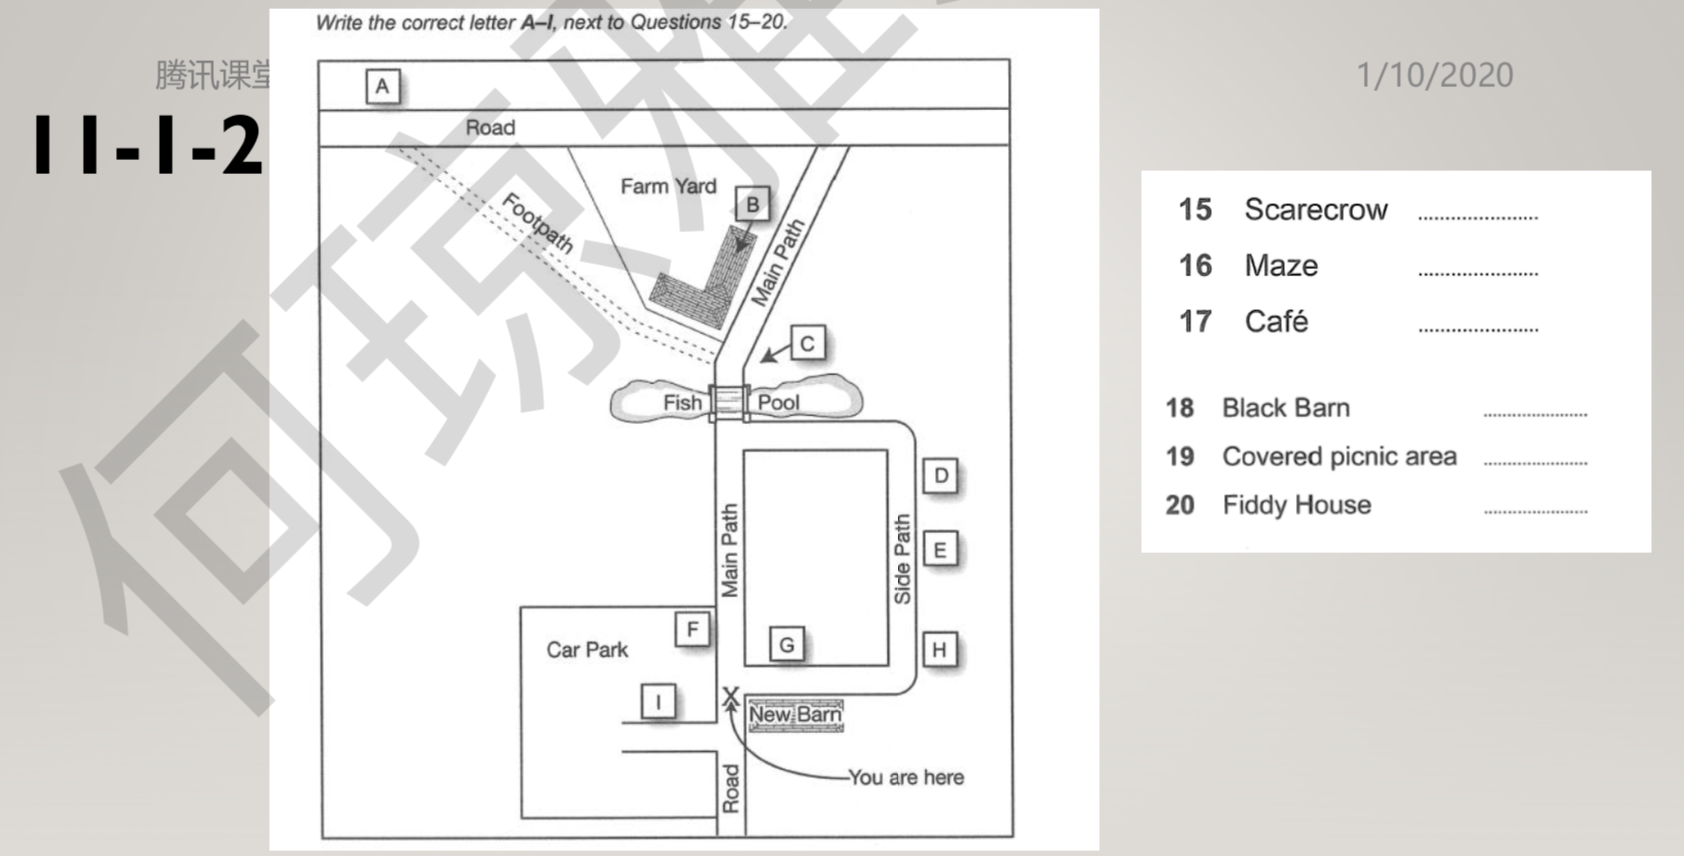 Write the correct letter A–I, next to Questions 15–20.
腾讯课堂
1/10/2020
11-1-2
A
Road
Farm Yard
B
Footpath
Main Path
C
Fish
Pool
D
Main Path
Side Path
E
F
Car Park
G
H
I
X
New Barn
You are here
Road
15 Scarecrow ........................
16 Maze ........................
17 Café ........................
18 Black Barn ........................
19 Covered picnic area ........................
20 Fiddy House ........................
何琼雅